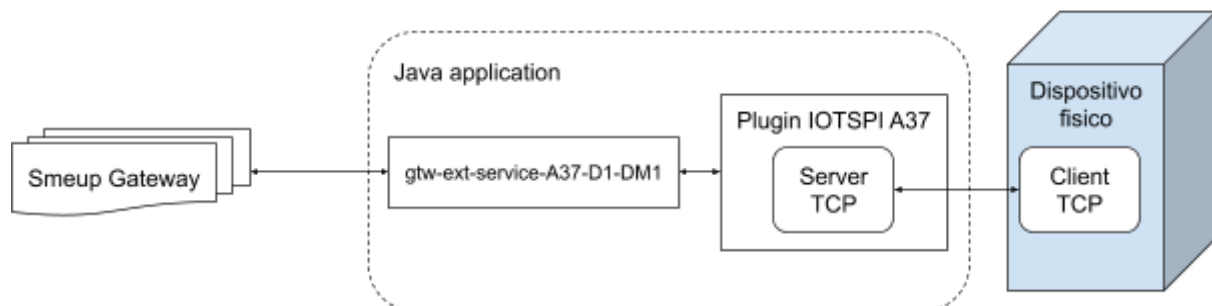 Java application
Smeup Gateway
gtw-ext-service-A37-D1-DM1
Plugin IOTSPI A37
Server
TCP
Dispositivo
fisico
Client
TCP